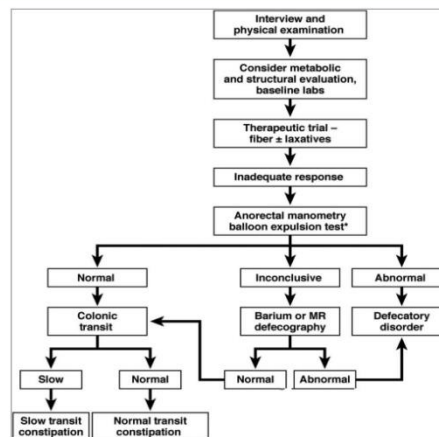 Interview and
physical examination
Consider metabolic
and structural evaluation,
baseline labs
Therapeutic trial –
fiber ± laxatives
Inadequate response
Anorectal manometry
balloon expulsion test*
Normal
Inconclusive
Abnormal
Colonic
transit
Barium or MR
defecography
Defecatory
disorder
Slow
Normal
Normal
Abnormal
Slow transit
constipation
Normal transit
constipation